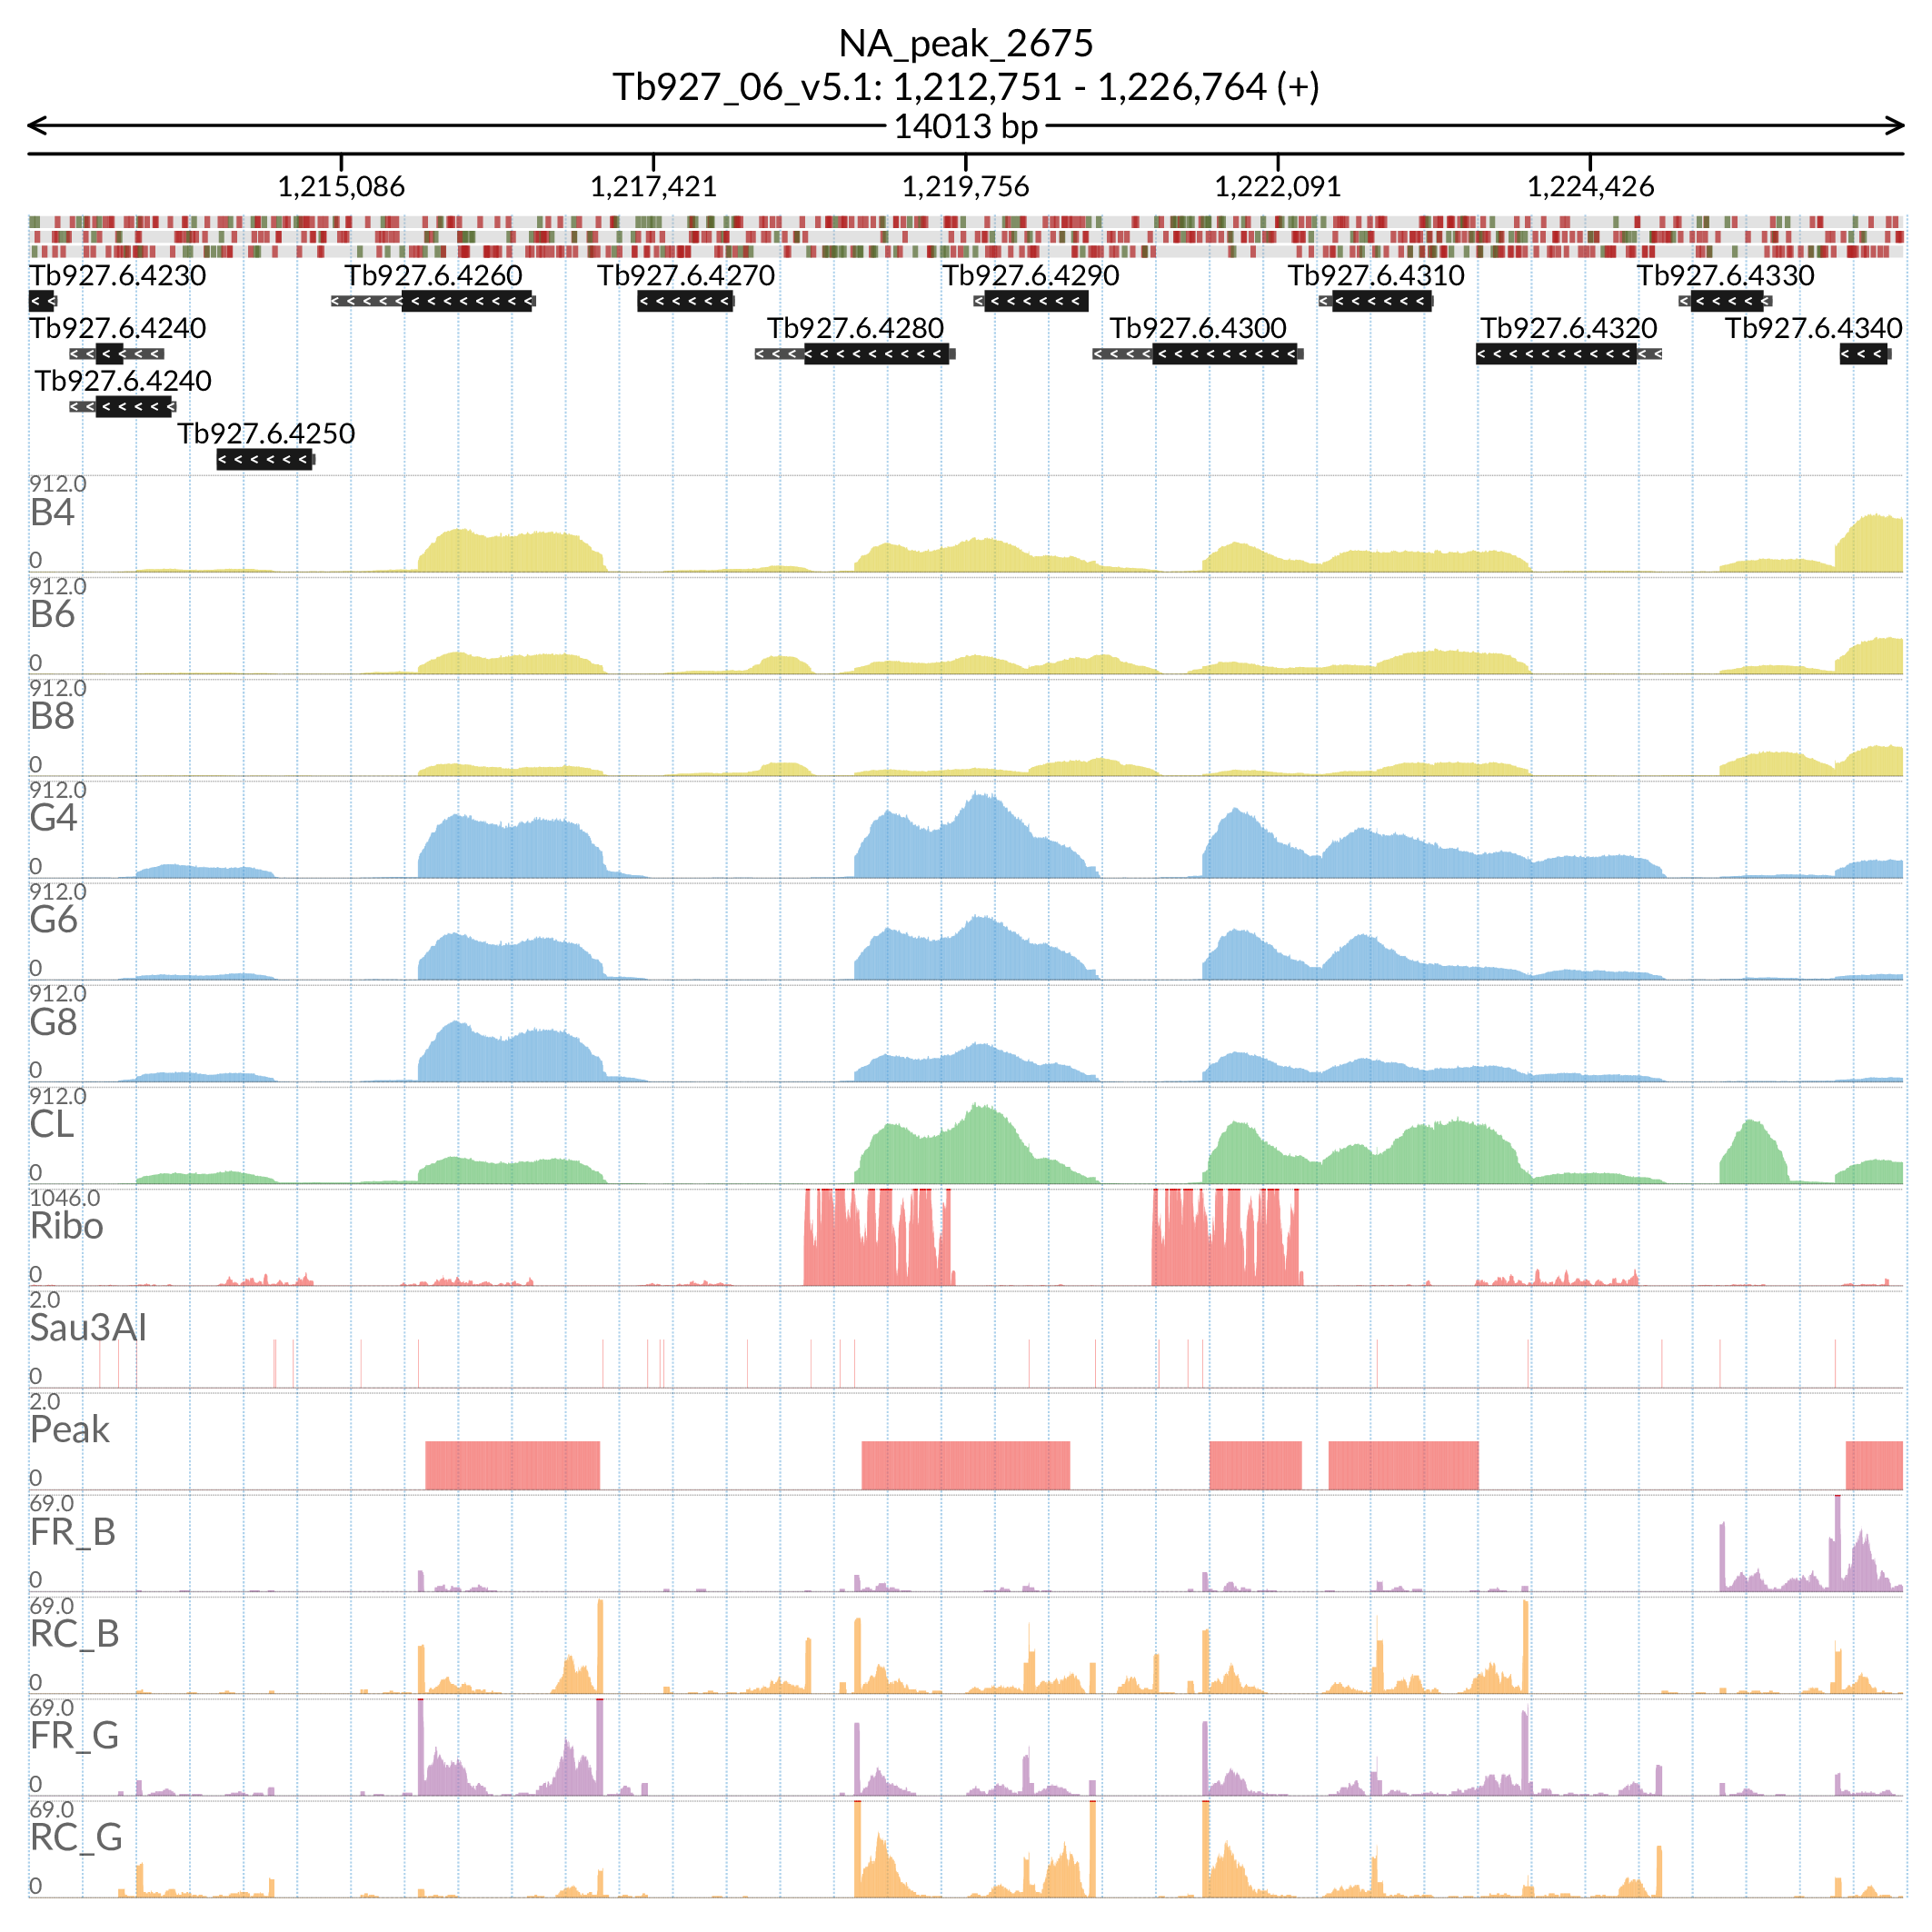 NA_peak_2675
Tb927_06_v5.1: 1,212,751 - 1,226,764 (+)
14013 bp
1,215,086 1,217,421 1,219,756 1,222,091 1,224,426
Tb927.6.4230 Tb927.6.4260 Tb927.6.4270 Tb927.6.4290 Tb927.6.4310 Tb927.6.4330
Tb927.6.4240 Tb927.6.4280 Tb927.6.4300 Tb927.6.4320 Tb927.6.4340
Tb927.6.4240
Tb927.6.4250
912.0
B4
0
912.0
B6
0
912.0
B8
0
912.0
G4
0
912.0
G6
0
912.0
G8
0
912.0
CL
0
1046.0
Ribo
0
2.0
Sau3AI
0
2.0
Peak
0
69.0
FR_B
0
69.0
RC_B
0
69.0
FR_G
0
69.0
RC_G
0